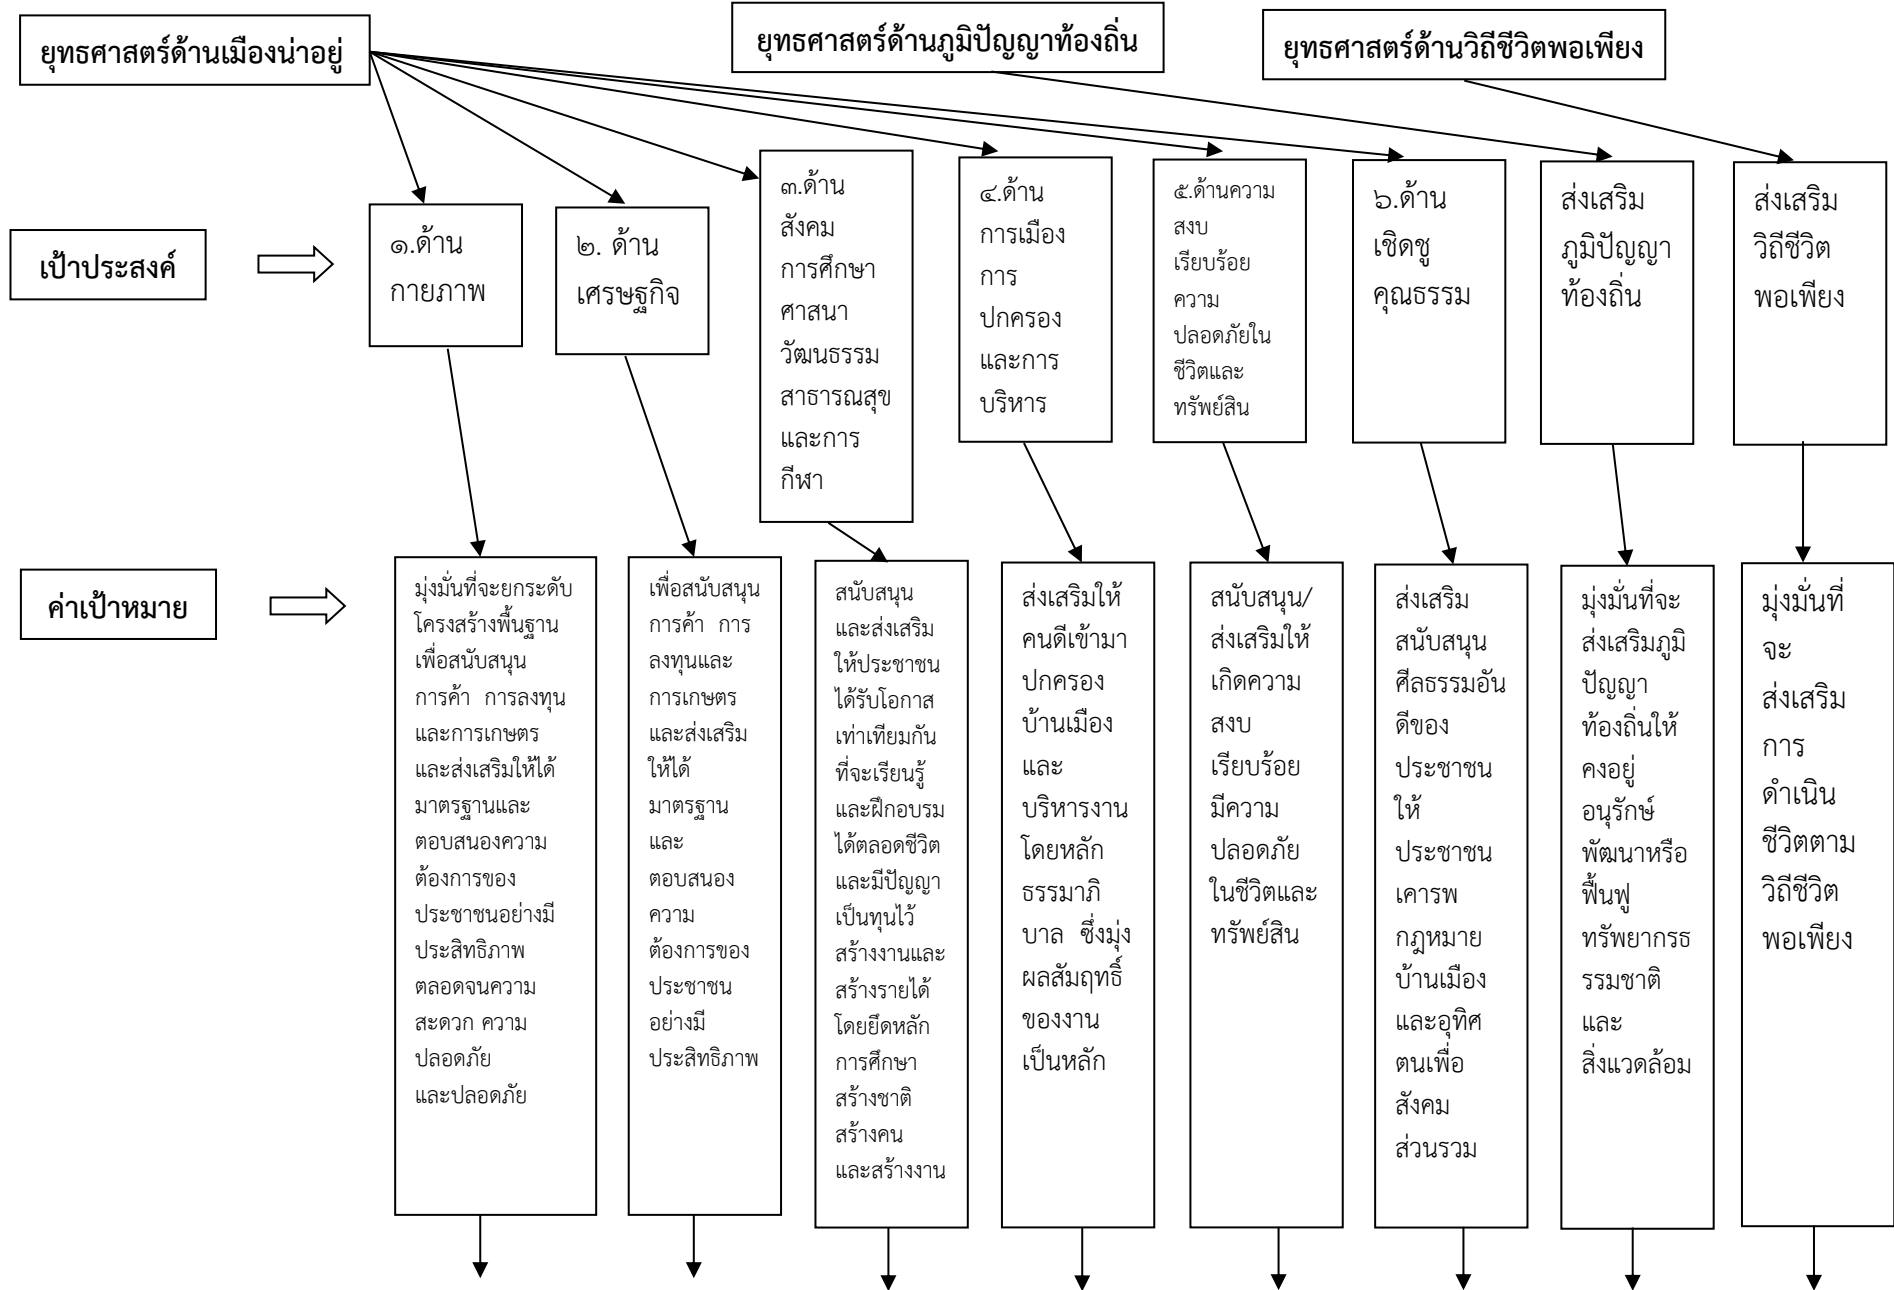 ยุทธศาสตร์ด้านเมืองน่าอยู่
ยุทธศาสตร์ด้านภูมิปัญญาท้องถิ่น
ยุทธศาสตร์ด้านวิถีชีวิตพอเพียง
เป้าประสงค์
๑.ด้าน
กายภาพ
๒. ด้าน
เศรษฐกิจ
๓.ด้าน
สังคม
การศึกษา
ศาสนา
วัฒนธรรม
สาธารณสุข
และการ
กีฬา
๔.ด้าน
การเมือง
การ
ปกครอง
และการ
บริหาร
๕.ด้านความ
สงบ
เรียบร้อย
ความ
ปลอดภัยใน
ชีวิตและ
ทรัพย์สิน
๖.ด้าน
เชิดชู
คุณธรรม
ส่งเสริม
ภูมิปัญญา
ท้องถิ่น
ส่งเสริม
วิถีชีวิต
พอเพียง
ค่าเป้าหมาย
มุ่งมั่นที่จะยกระดับ
โครงสร้างพื้นฐาน
เพื่อสนับสนุน
การค้า การลงทุน
และการเกษตร
และส่งเสริมให้ได้
มาตรฐานและ
ตอบสนองความ
ต้องการของ
ประชาชนอย่างมี
ประสิทธิภาพ
ตลอดจนความ
สะดวก ความ
ปลอดภัย
และปลอดภัย
เพื่อสนับสนุน
การค้า การ
ลงทุนและ
การเกษตร
และส่งเสริม
ให้ได้
มาตรฐาน
และ
ตอบสนอง
ความ
ต้องการของ
ประชาชน
อย่างมี
ประสิทธิภาพ
สนับสนุน
และส่งเสริม
ให้ประชาชน
ได้รับโอกาส
เท่าเทียมกัน
ที่จะเรียนรู้
และฝึกอบรม
ได้ตลอดชีวิต
และมีปัญญา
เป็นทุนไว้
สร้างงานและ
สร้างรายได้
โดยยึดหลัก
การศึกษา
สร้างชาติ
สร้างคน
และสร้างงาน
ส่งเสริมให้
คนดีเข้ามา
ปกครอง
บ้านเมือง
และ
บริหารงาน
โดยหลัก
ธรรมาภิ
บาล ซึ่งมุ่ง
ผลสัมฤทธิ์
ของงาน
เป็นหลัก
สนับสนุน/
ส่งเสริมให้
เกิดความ
สงบ
เรียบร้อย
มีความ
ปลอดภัย
ในชีวิตและ
ทรัพย์สิน
ส่งเสริม
สนับสนุน
ศีลธรรมอัน
ดีของ
ประชาชน
ให้
ประชาชน
เคารพ
กฎหมาย
บ้านเมือง
และอุทิศ
ตนเพื่อ
สังคม
ส่วนรวม
มุ่งมั่นที่จะ
ส่งเสริมภูมิ
ปัญญา
ท้องถิ่นให้
คงอยู่
อนุรักษ์
พัฒนาหรือ
ฟื้นฟู
ทรัพยากรธ
รรมชาติ
และ
สิ่งแวดล้อม
มุ่งมั่นที่
จะ
ส่งเสริม
การ
ดำเนิน
ชีวิตตาม
วิถีชีวิต
พอเพียง